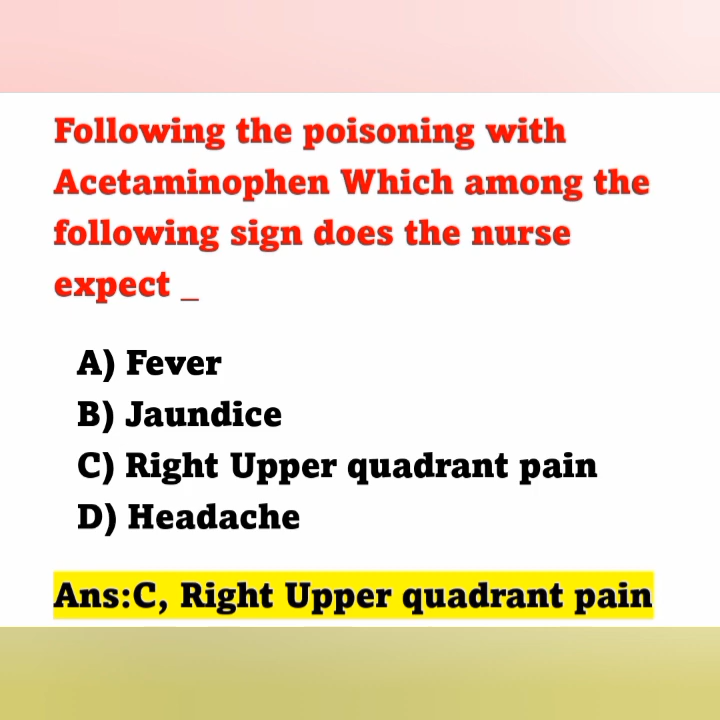 Following the poisoning with
Acetaminophen Which among the
following sign does the nurse
expect _
A) Fever
B) Jaundice
C) Right Upper quadrant pain
D) Headache
Ans:C, Right Upper quadrant pain